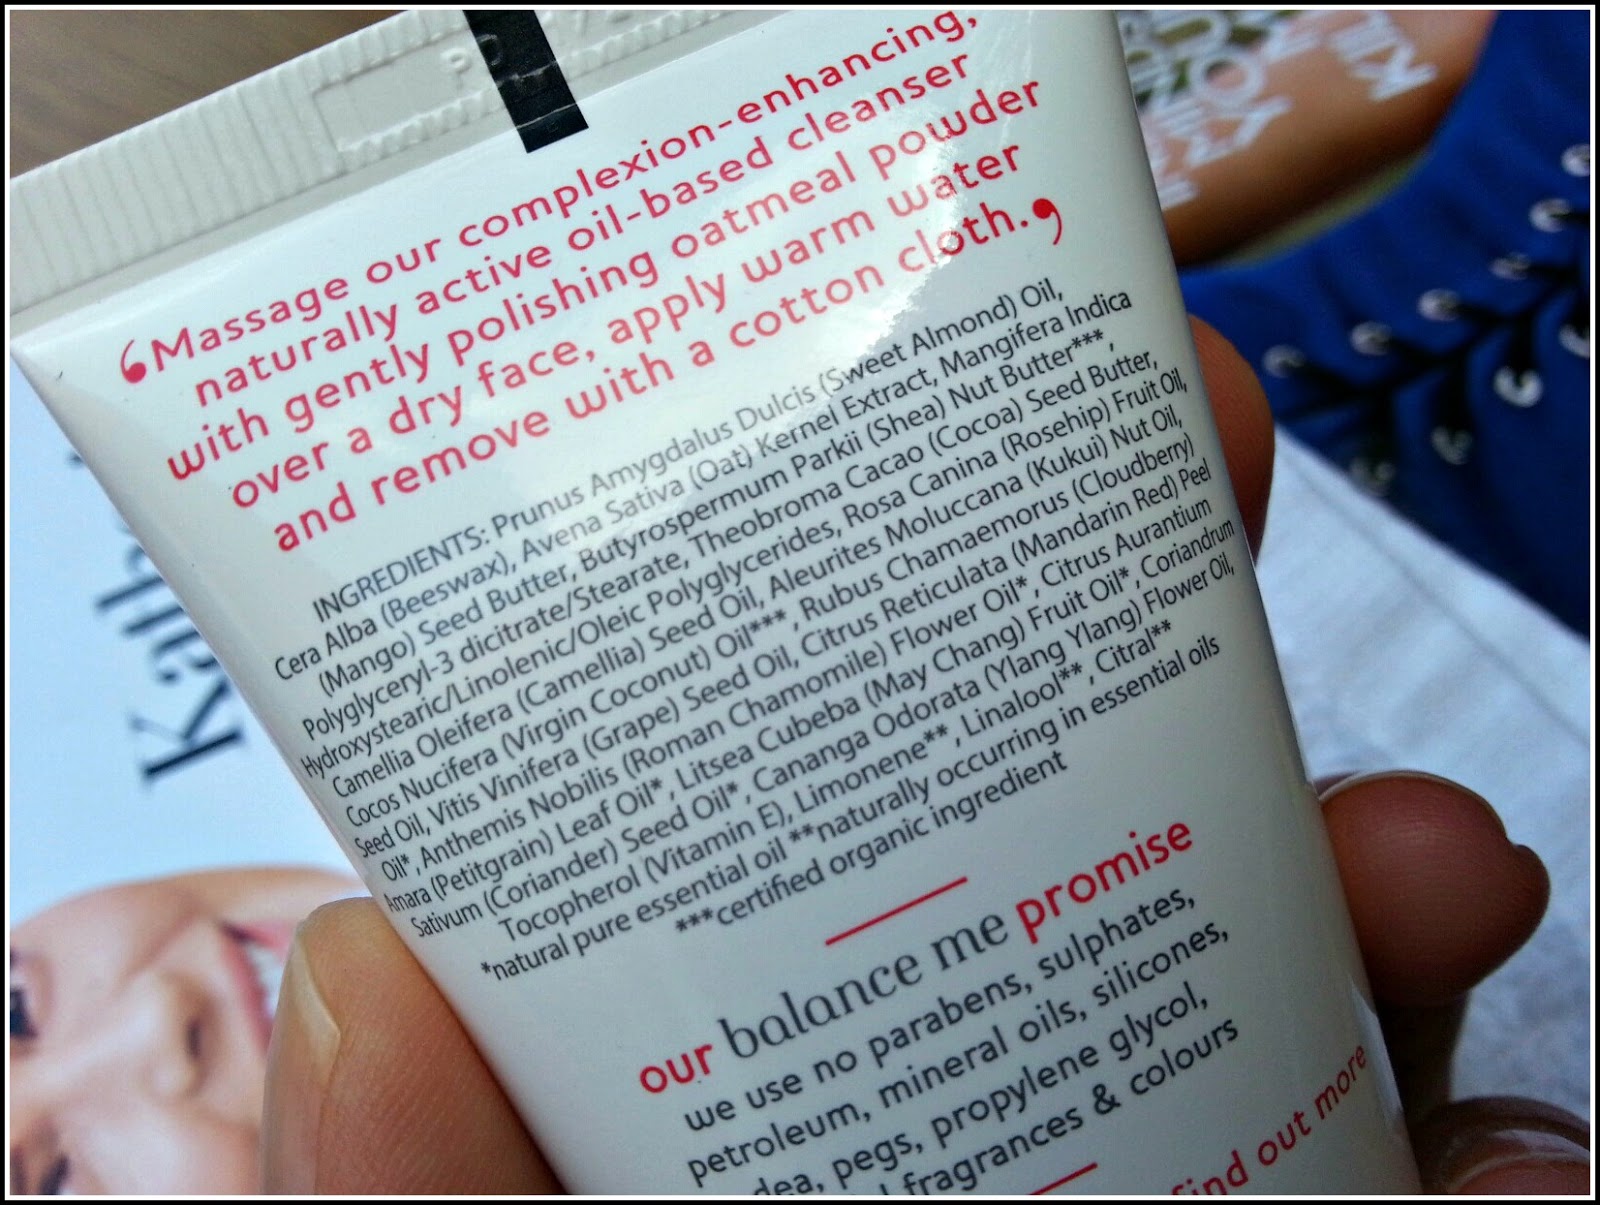 ‘Massage our complexion-enhancing,
naturally active oil-based cleanser
with gently polishing oatmeal powder
over a dry face, apply warm water
and remove with a cotton cloth.’
INGREDIENTS: Prunus Amygdalus Dulcis (Sweet Almond) Oil,
Cera Alba (Beeswax), Avena Sativa (Oat) Kernel Extract, Mangifera Indica
(Mango) Seed Butter, Butyrospermum Parkii (Shea) Nut Butter***,
Polyglyceryl-3 dicitrate/Stearate, Theobroma Cacao (Cocoa) Seed Butter,
Hydroxystearic/Linolenic/Oleic Polyglycerides, Rosa Canina (Rosehip) Fruit Oil,
Camellia Oleifera (Camellia) Seed Oil, Aleurites Moluccana (Kukui) Nut Oil,
Cocos Nucifera (Virgin Coconut) Oil***, Rubus Chamaemorus (Cloudberry)
Seed Oil, Vitis Vinifera (Grape) Seed Oil, Citrus Reticulata (Mandarin Red) Peel
Oil*, Anthemis Nobilis (Roman Chamomile) Flower Oil*, Citrus Aurantium
Amara (Petitgrain) Leaf Oil*, Litsea Cubeba (May Chang) Fruit Oil*, Coriandrum
Sativum (Coriander) Seed Oil*, Cananga Odorata (Ylang Ylang) Flower Oil,
Tocopherol (Vitamin E), Limonene**, Linalool**, Citral**
*natural pure essential oil **naturally occurring in essential oils
***certified organic ingredient
our balance me promise
we use no parabens, sulphates,
petroleum, mineral oils, silicones,
pegs, propylene glycol,
fragrances & colours
find out more